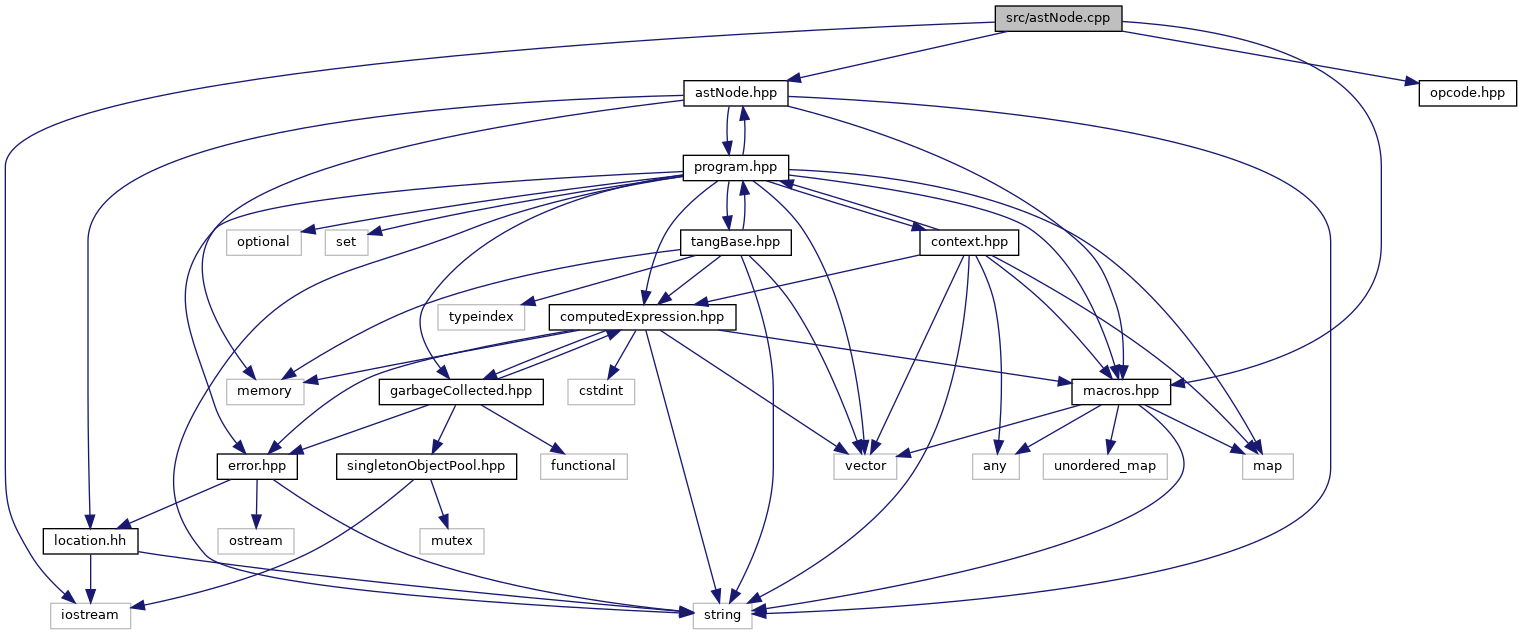 src/astNode.cpp
astNode.hpp
opcode.hpp
program.hpp
optional
set
tangBase.hpp
context.hpp
typeindex
computedExpression.hpp
memory
garbageCollected.hpp
cstdint
macros.hpp
error.hpp
singletonObjectPool.hpp
functional
vector
any
unordered_map
map
location.hh
ostream
mutex
iostream
string